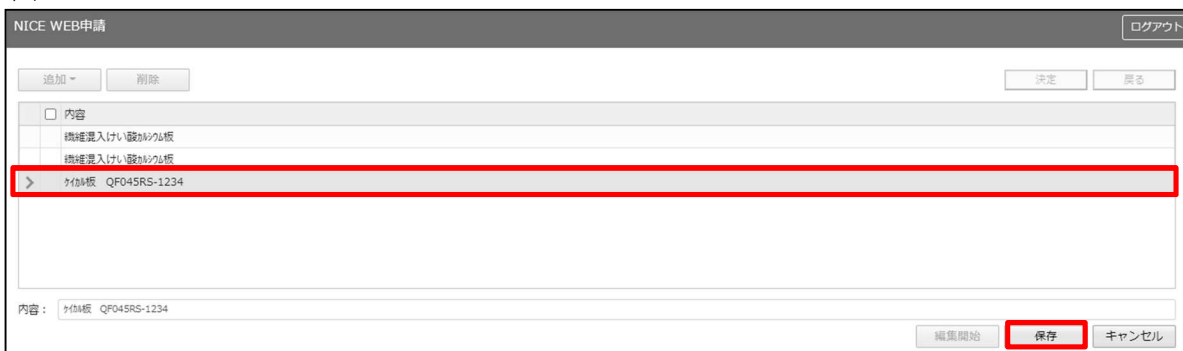 NICE WEB申請
ログアウト
追加
削除
決定
戻る
内容
繊維混入けい酸ｶﾙｼｳﾑ板
繊維混入けい酸ｶﾙｼｳﾑ板
ｹｲｶﾙ板 QF045RS-1234
内容： ｹｲｶﾙ板 QF045RS-1234
編集開始
保存
キャンセル